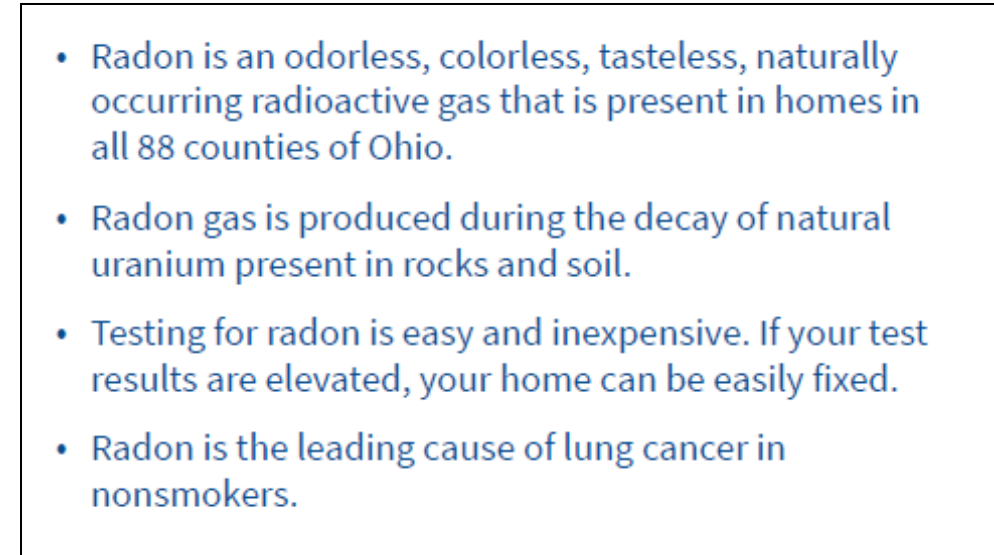 • Radon is an odorless, colorless, tasteless, naturally
occurring radioactive gas that is present in homes in
all 88 counties of Ohio.
• Radon gas is produced during the decay of natural
uranium present in rocks and soil.
• Testing for radon is easy and inexpensive. If your test
results are elevated, your home can be easily fixed.
• Radon is the leading cause of lung cancer in
nonsmokers.